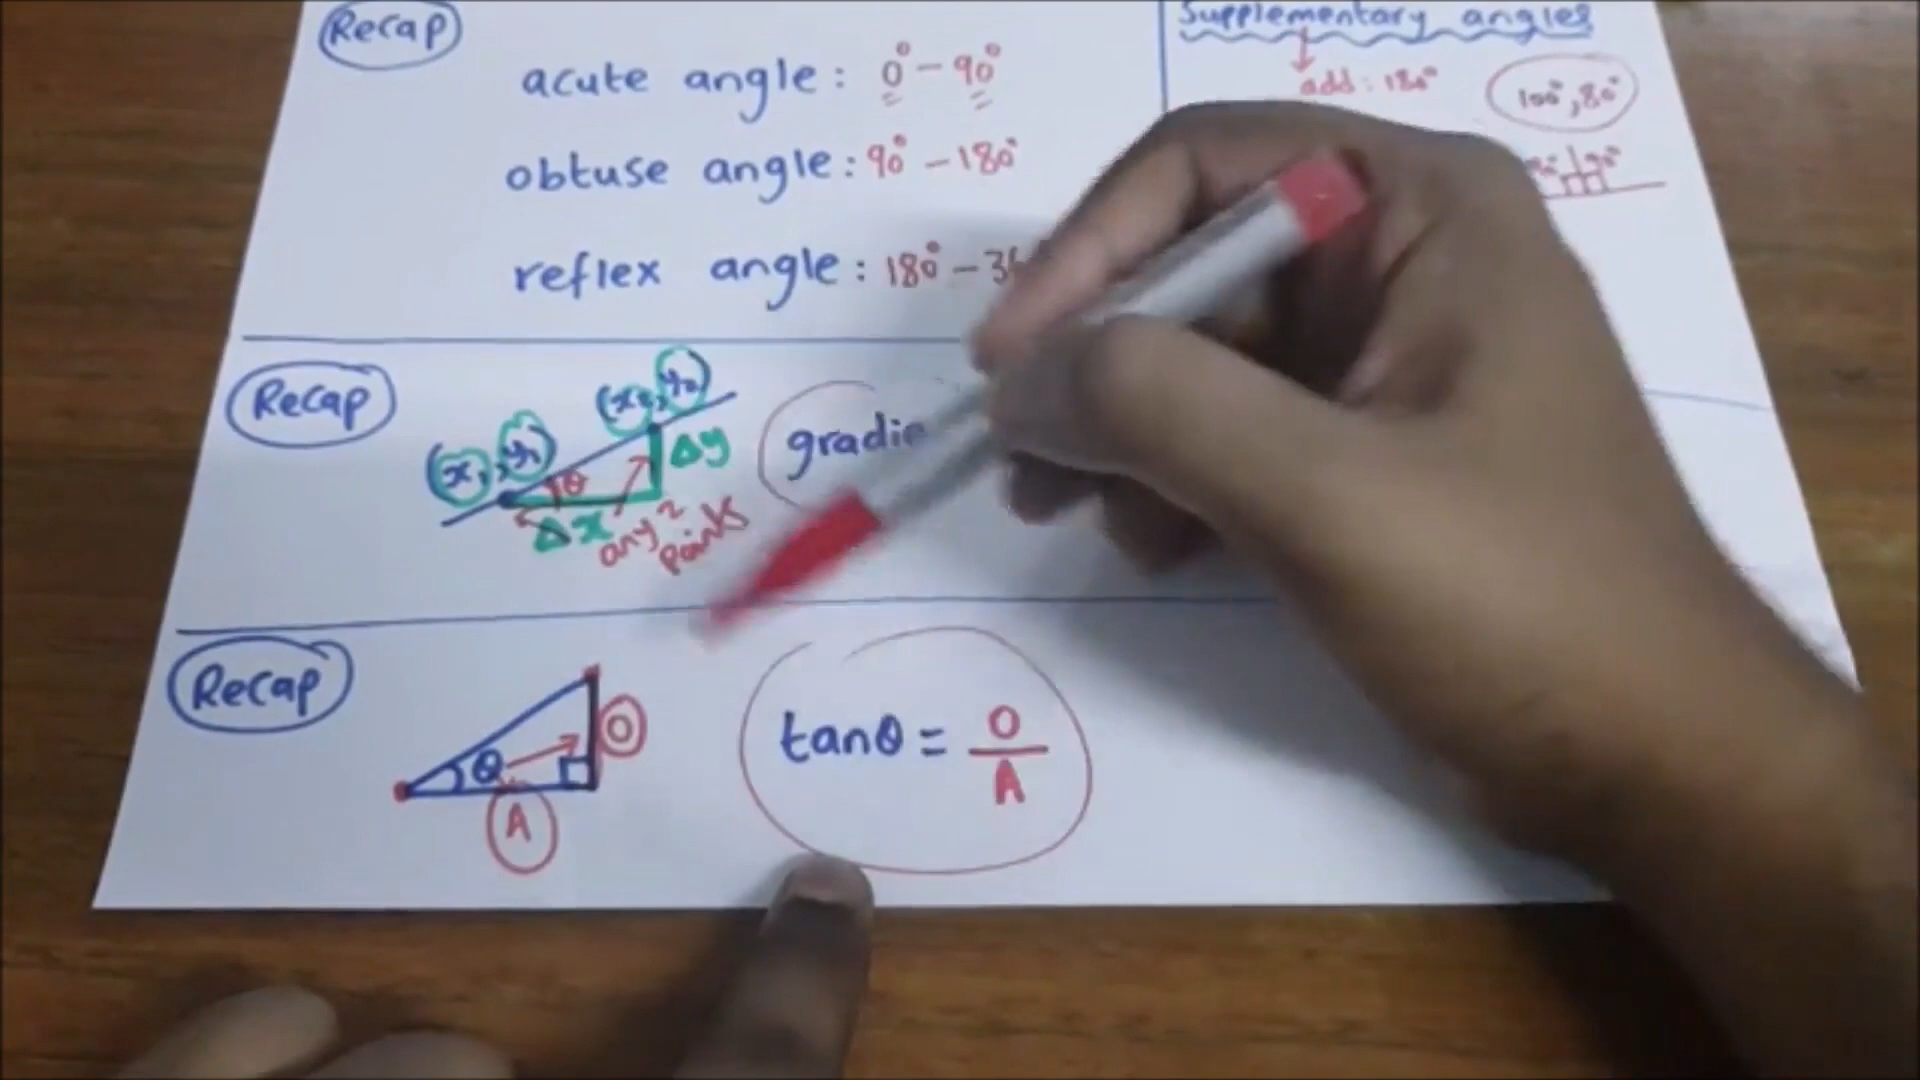 Recap
acute angle: 0° - 90°
obtuse angle: 90° - 180°
reflex angle: 180° - 36
Supplementary angles
add: 180°
100°, 80°
90°
Recap
(x₁, y₁)
(x₂, y₂)
θ
Δy
Δx
any 2
points
gradie
Recap
θ
O
A
tanθ = O/A